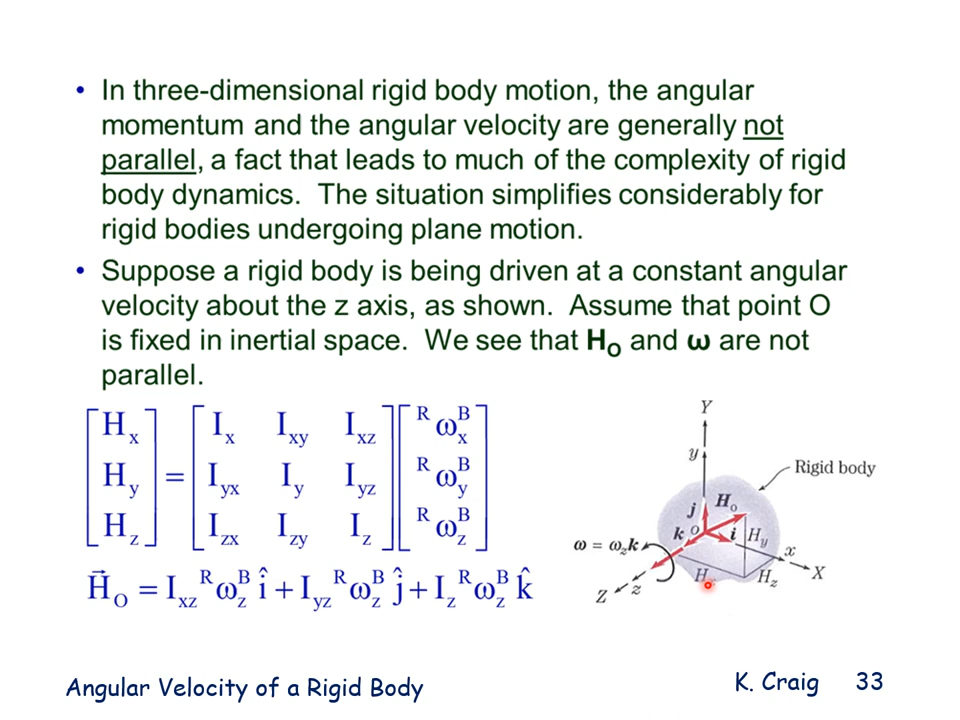 • In three-dimensional rigid body motion, the angular
momentum and the angular velocity are generally not
parallel, a fact that leads to much of the complexity of rigid
body dynamics. The situation simplifies considerably for
rigid bodies undergoing plane motion.
• Suppose a rigid body is being driven at a constant angular
velocity about the z axis, as shown. Assume that point O
is fixed in inertial space. We see that H_O and ω are not
parallel.
[H_x] = [I_x I_xy I_xz] [^Rω_x^B]
[H_y] = [I_yx I_y I_yz] [^Rω_y^B]
[H_z] = [I_zx I_zy I_z] [^Rω_z^B]
H⃗_O = I_xz ^Rω_z^B î + I_yz ^Rω_z^B ĵ + I_z ^Rω_z^B k̂
Y
y
Rigid body
j H_o
k O i H_y
ω = ω_z k
x
X
H H_z
Z z
Angular Velocity of a Rigid Body
K. Craig 33